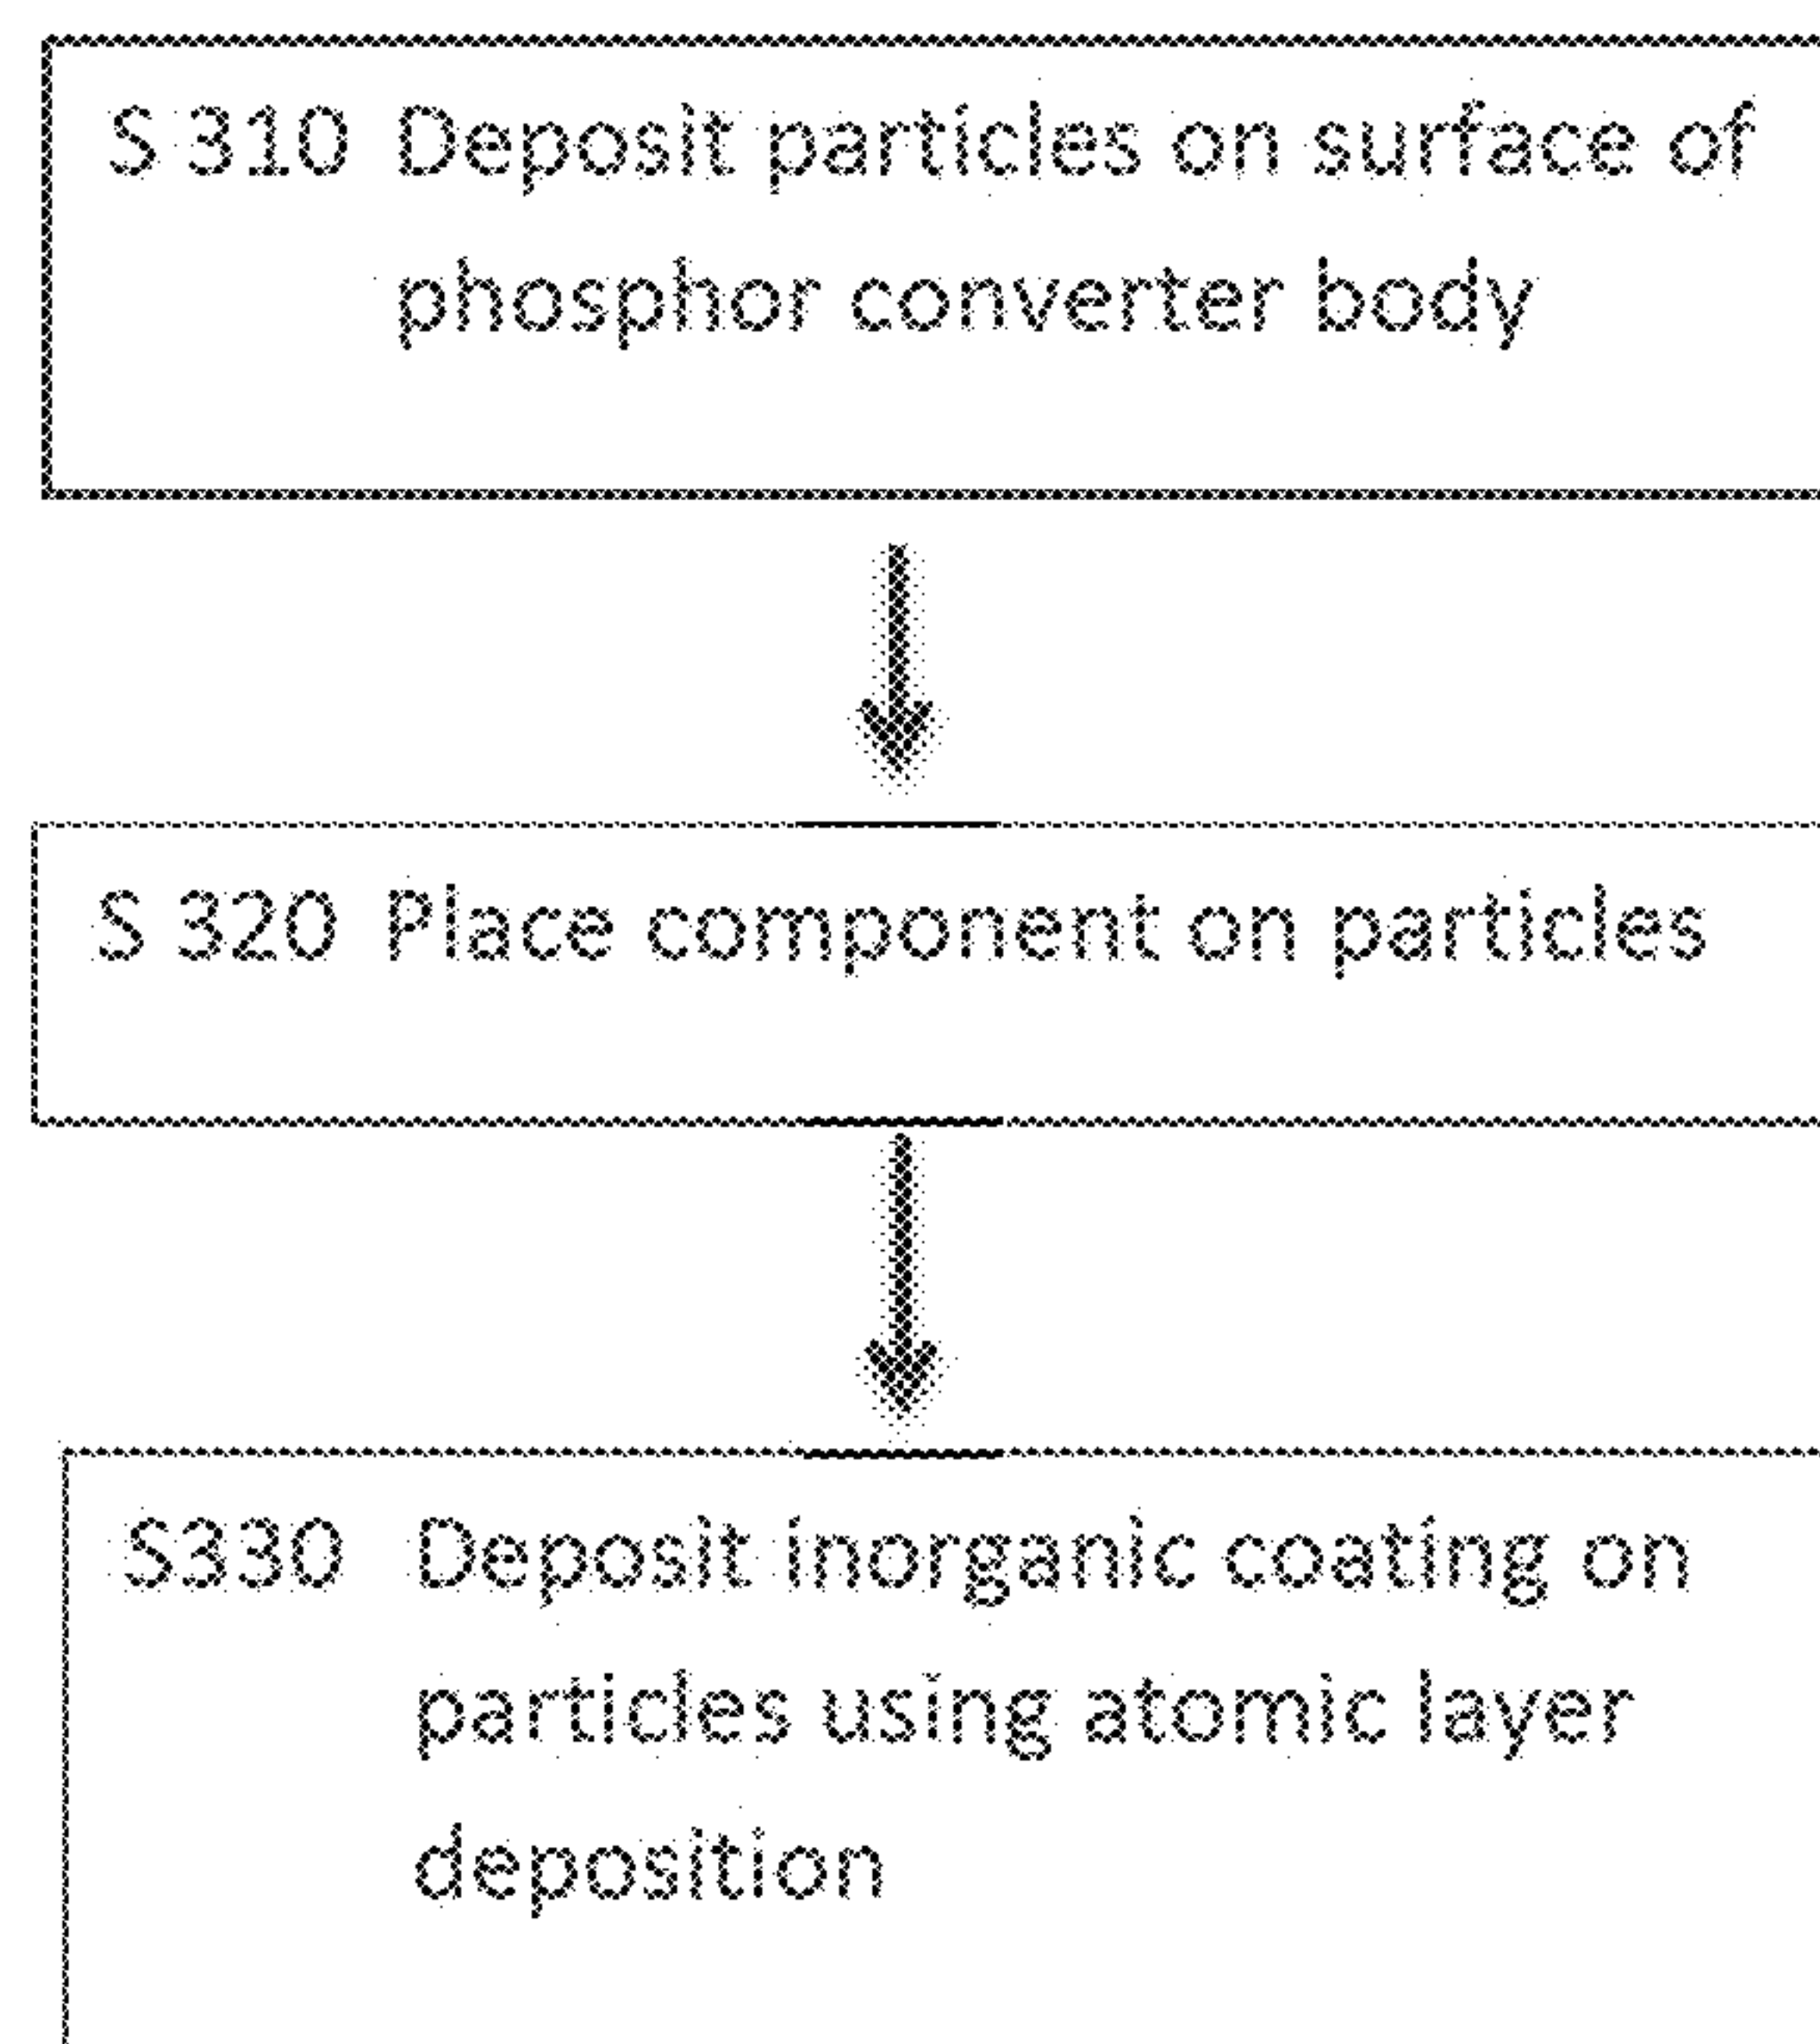 S 310 Deposit particles on surface of
phosphor converter body
S 320 Place component on particles
S330 Deposit inorganic coating on
particles using atomic layer
deposition